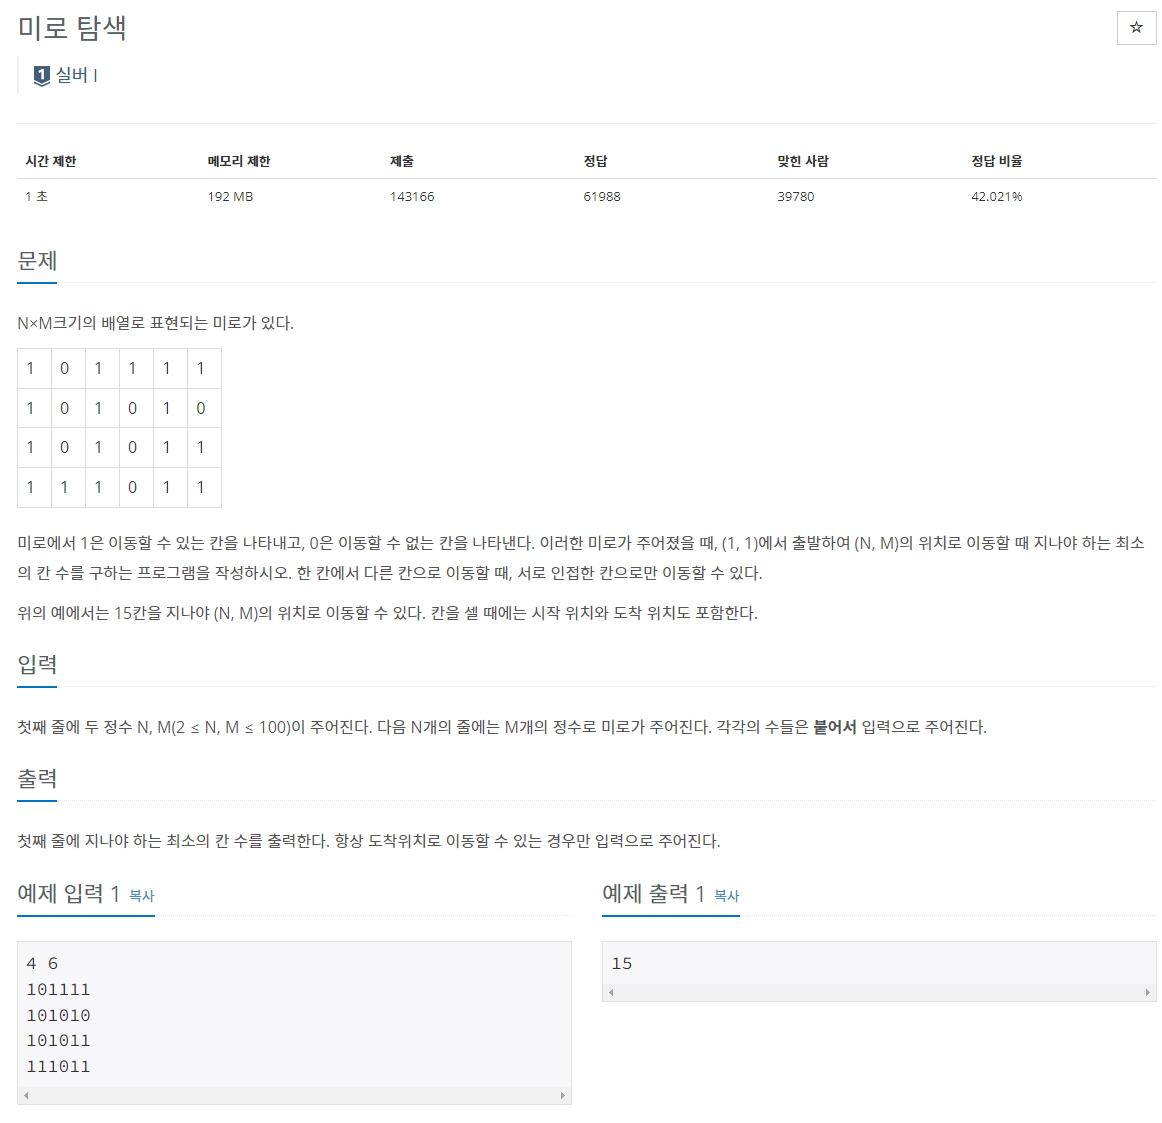 미로 탐색
☆
1 실버 I
시간 제한 메모리 제한 제출 정답 맞힌 사람 정답 비율
1 초 192 MB 143166 61988 39780 42.021%
문제
N×M크기의 배열로 표현되는 미로가 있다.
1 0 1 1 1 1
1 0 1 0 1 0
1 0 1 0 1 1
1 1 1 0 1 1
미로에서 1은 이동할 수 있는 칸을 나타내고, 0은 이동할 수 없는 칸을 나타낸다. 이러한 미로가 주어졌을 때, (1, 1)에서 출발하여 (N, M)의 위치로 이동할 때 지나야 하는 최소
의 칸 수를 구하는 프로그램을 작성하시오. 한 칸에서 다른 칸으로 이동할 때, 서로 인접한 칸으로만 이동할 수 있다.
위의 예에서는 15칸을 지나야 (N, M)의 위치로 이동할 수 있다. 칸을 셀 때에는 시작 위치와 도착 위치도 포함한다.
입력
첫째 줄에 두 정수 N, M(2 ≤ N, M ≤ 100)이 주어진다. 다음 N개의 줄에는 M개의 정수로 미로가 주어진다. 각각의 수들은 붙어서 입력으로 주어진다.
출력
첫째 줄에 지나야 하는 최소의 칸 수를 출력한다. 항상 도착위치로 이동할 수 있는 경우만 입력으로 주어진다.
예제 입력 1 복사
4 6
101111
101010
101011
111011
예제 출력 1 복사
15